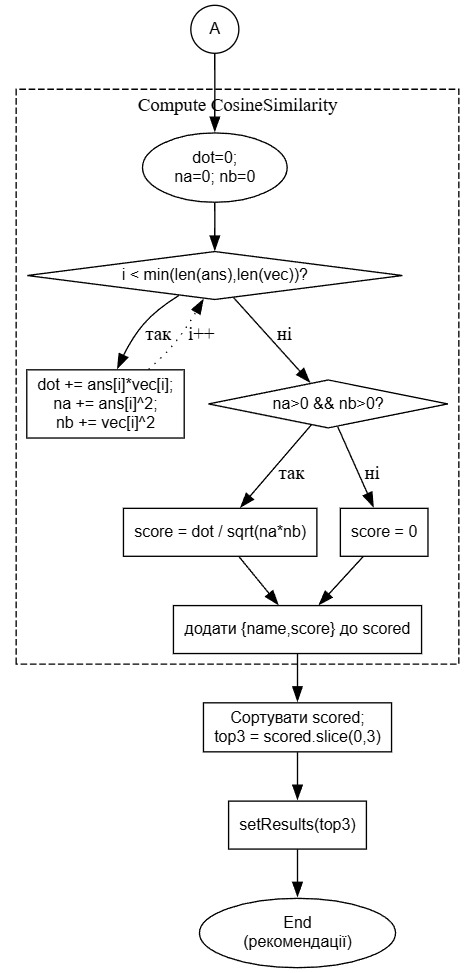 A
Compute CosineSimilarity
dot=0;
na=0; nb=0
i < min(len(ans),len(vec))?
так
i++
ні
dot += ans[i]*vec[i];
na += ans[i]^2;
nb += vec[i]^2
na>0 && nb>0?
так
ні
score = dot / sqrt(na*nb)
score = 0
додати {name,score} до scored
Сортувати scored;
top3 = scored.slice(0,3)
setResults(top3)
End
(рекомендації)